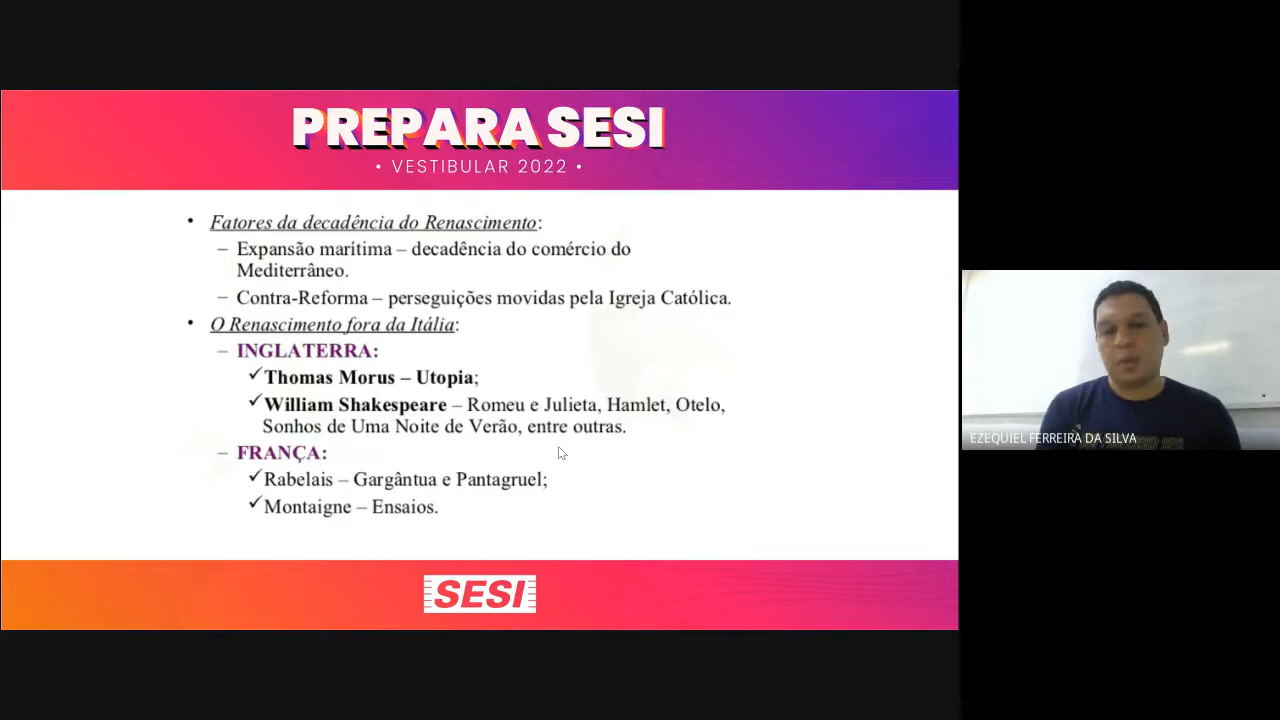 PREPARA SESI
• VESTIBULAR 2022 •
• Fatores da decadência do Renascimento:
– Expansão marítima – decadência do comércio do
Mediterrâneo.
– Contra-Reforma – perseguições movidas pela Igreja Católica.
• O Renascimento fora da Itália:
– INGLATERRA:
✓Thomas Morus – Utopia;
✓William Shakespeare – Romeu e Julieta, Hamlet, Otelo,
Sonhos de Uma Noite de Verão, entre outras.
– FRANÇA:
✓Rabelais – Gargântua e Pantagruel;
✓Montaigne – Ensaios.
SESI
EZEQUIEL FERREIRA DA SILVA